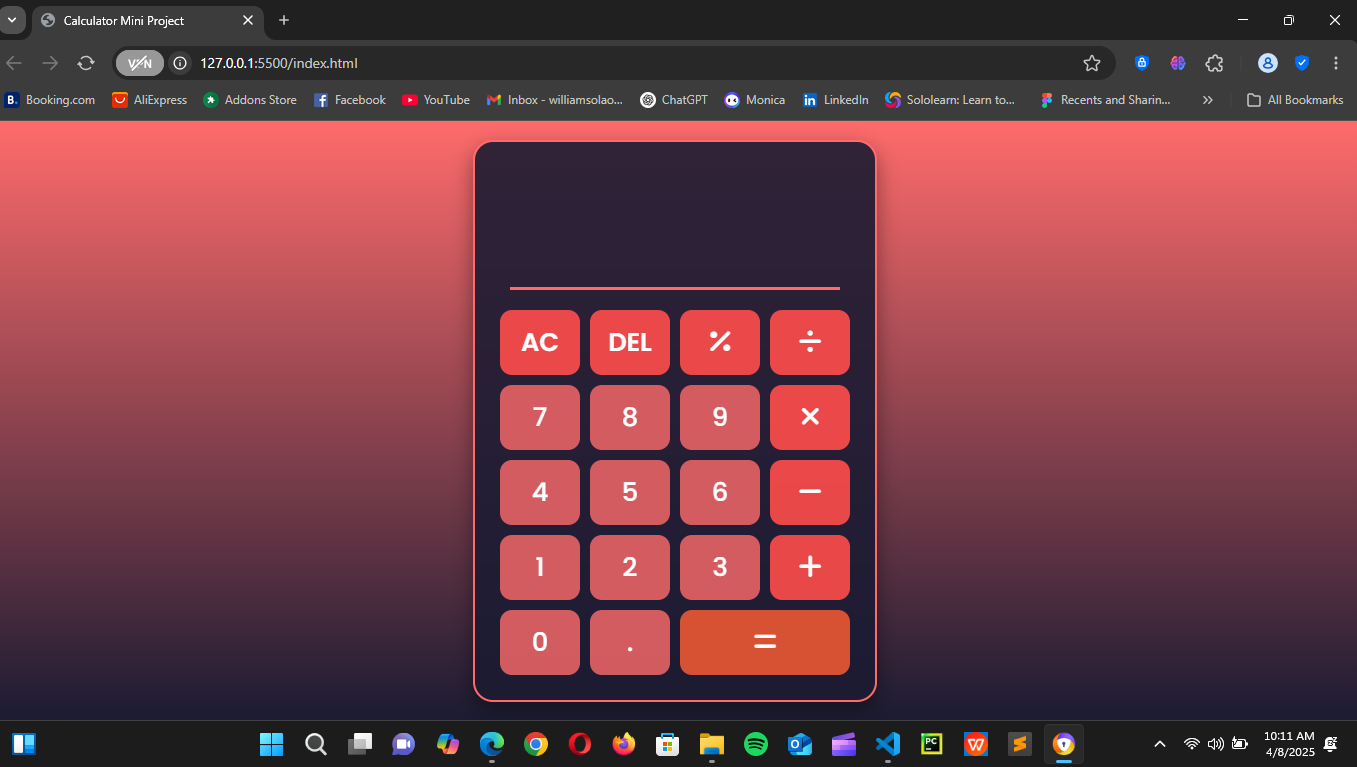 Calculator Mini Project
VPN
127.0.0.1:5500/index.html
B. Booking.com AliExpress Addons Store Facebook YouTube Inbox - williamsolao... ChatGPT Monica in LinkedIn Sololearn: Learn to... Recents and Sharin... » All Bookmarks
AC DEL % ÷
7 8 9 ×
4 5 6 −
1 2 3 +
0 . =
10:11 AM
4/8/2025